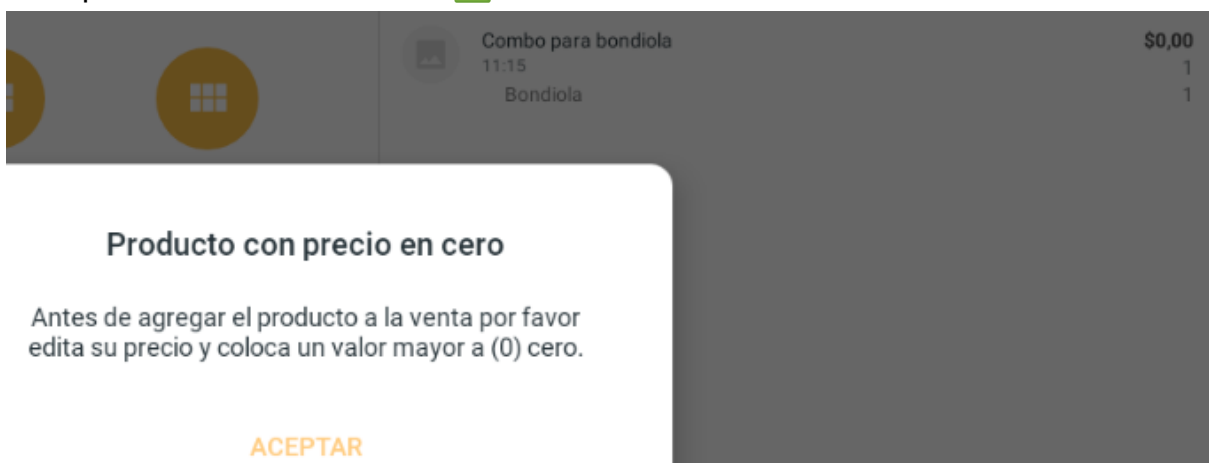 Combo para bondiola $0,00
11:15 1
Bondiola 1
Producto con precio en cero
Antes de agregar el producto a la venta por favor
edita su precio y coloca un valor mayor a (0) cero.
ACEPTAR